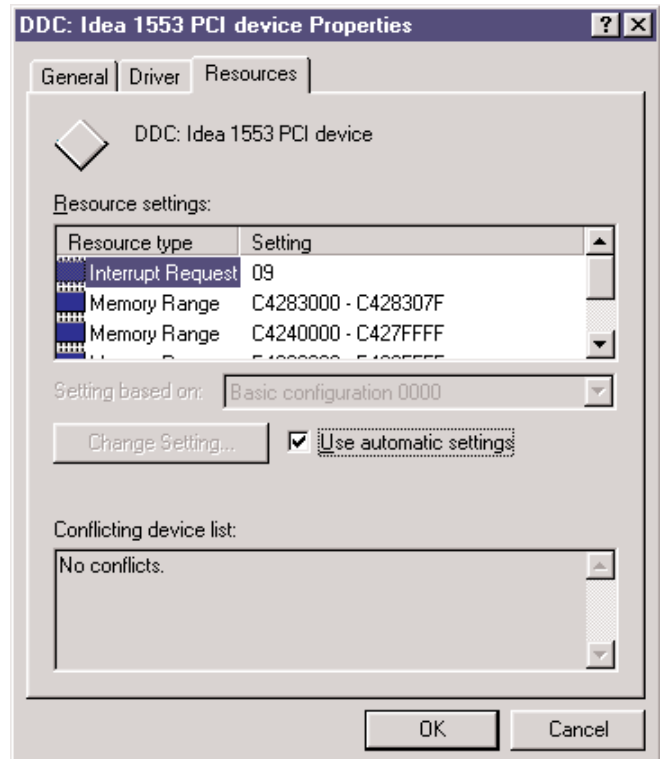 DDC: Idea 1553 PCI device Properties
General Driver Resources
DDC: Idea 1553 PCI device
Resource settings:
Resource type Setting
Interrupt Request 09
Memory Range C4283000 - C428307F
Memory Range C4240000 - C427FFFF
Setting based on: Basic configuration 0000
Change Setting... Use automatic settings
Conflicting device list:
No conflicts.
OK Cancel